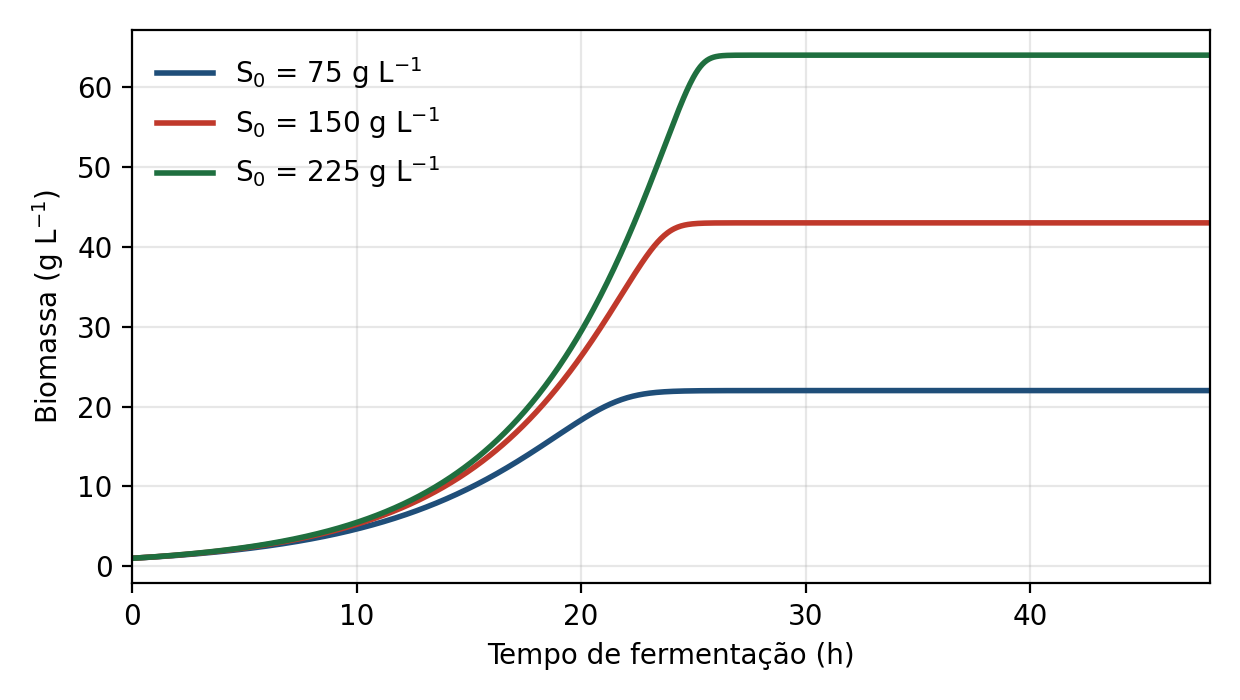 S₀ = 75 g L⁻¹
S₀ = 150 g L⁻¹
S₀ = 225 g L⁻¹
Biomassa (g L⁻¹)
60
50
40
30
20
10
0
0 10 20 30 40
Tempo de fermentação (h)